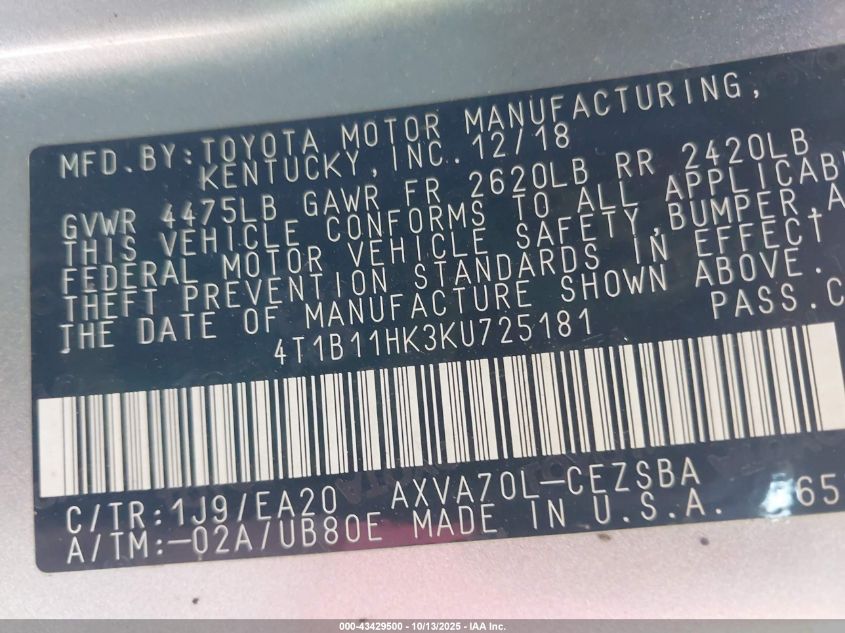 MFD.BY:TOYOTA MOTOR MANUFACTURING,
KENTUCKY,INC. 12/18
GVWR 4475LB GAWR FR 2620LB RR 2420LB
THIS VEHICLE CONFORMS TO ALL APPLICAB
FEDERAL MOTOR VEHICLE SAFETY,BUMPER A
THEFT PREVENTION STANDARDS IN EFFECT
THE DATE OF MANUFACTURE SHOWN ABOVE.
4T1B11HK3KU725181 PASS.C
C/TR:1J9/EA20 AXVA70L-CEZSBA
A/TM:-02A/UB80E MADE IN U.S.A. 65
000-43429500 | 10/13/2025 - IAA Inc.